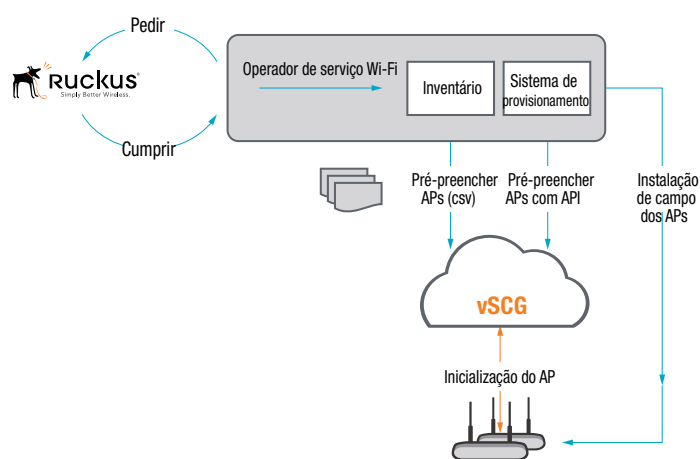 Pedir
RUCKUS
Simply Better Wireless.
Cumprir
Operador de serviço Wi-Fi
Inventário
Sistema de
provisionamento
Pré-preencher
APs (csv)
Pré-preencher
APs com API
Instalação
de campo
dos APs
vSCG
Inicialização do AP